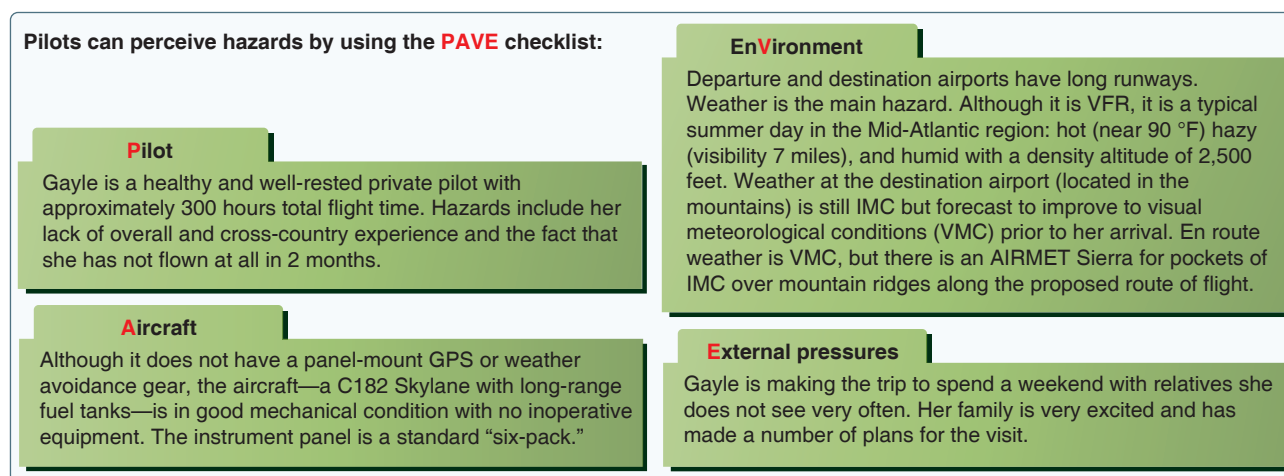 Pilots can perceive hazards by using the PAVE checklist:
Pilot
Gayle is a healthy and well-rested private pilot with
approximately 300 hours total flight time. Hazards include her
lack of overall and cross-country experience and the fact that
she has not flown at all in 2 months.
Aircraft
Although it does not have a panel-mount GPS or weather
avoidance gear, the aircraft—a C182 Skylane with long-range
fuel tanks—is in good mechanical condition with no inoperative
equipment. The instrument panel is a standard “six-pack.”
EnVironment
Departure and destination airports have long runways.
Weather is the main hazard. Although it is VFR, it is a typical
summer day in the Mid-Atlantic region: hot (near 90 °F) hazy
(visibility 7 miles), and humid with a density altitude of 2,500
feet. Weather at the destination airport (located in the
mountains) is still IMC but forecast to improve to visual
meteorological conditions (VMC) prior to her arrival. En route
weather is VMC, but there is an AIRMET Sierra for pockets of
IMC over mountain ridges along the proposed route of flight.
External pressures
Gayle is making the trip to spend a weekend with relatives she
does not see very often. Her family is very excited and has
made a number of plans for the visit.